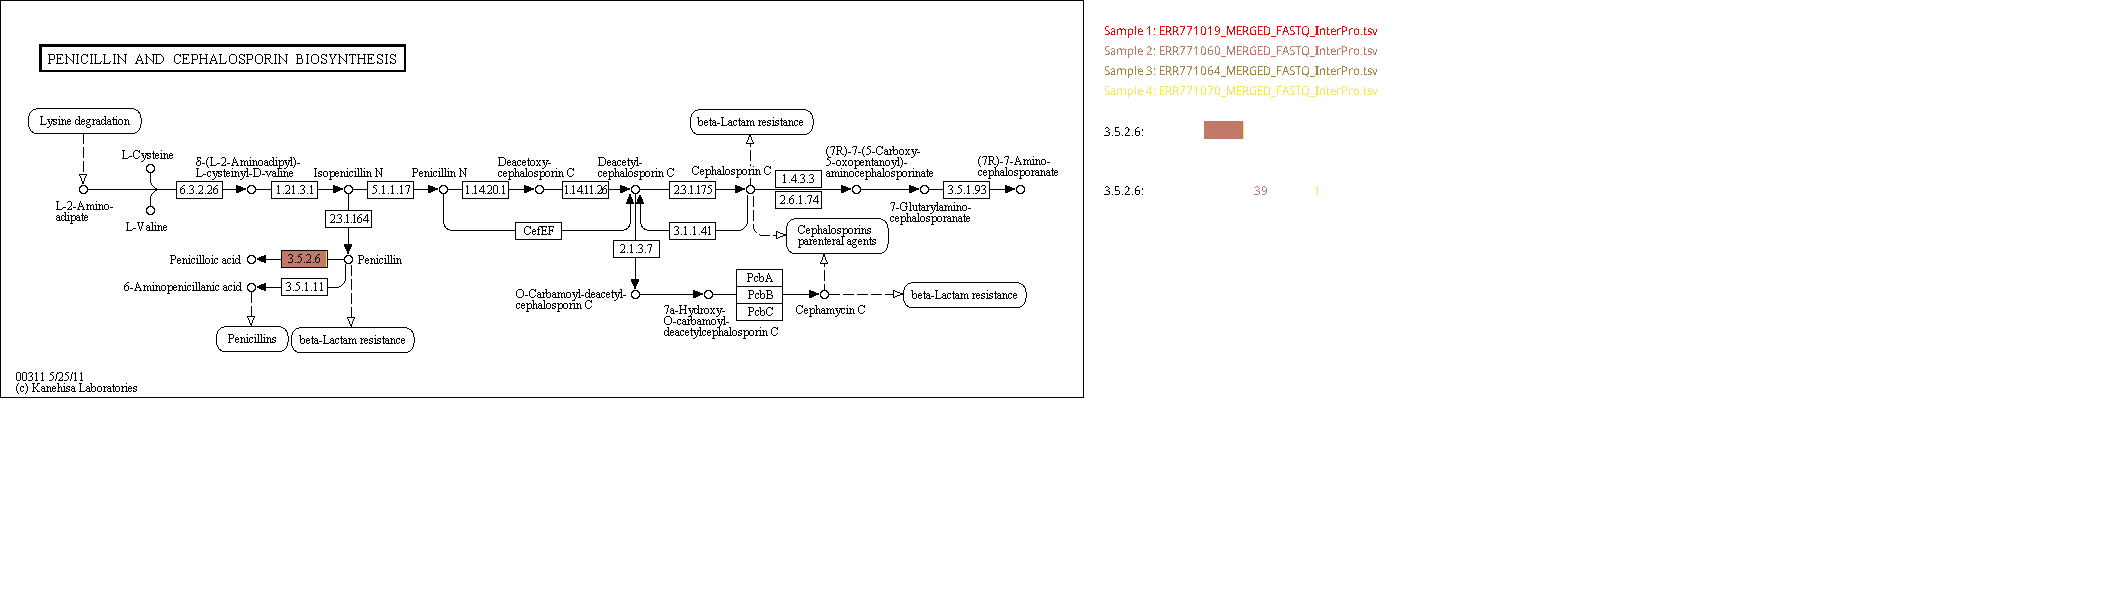 PENICILLIN AND CEPHALOSPORIN BIOSYNTHESIS
Sample 1: ERR771019_MERGED_FASTQ_InterPro.tsv
Sample 2: ERR771060_MERGED_FASTQ_InterPro.tsv
Sample 3: ERR771064_MERGED_FASTQ_InterPro.tsv
Sample 4: ERR771070_MERGED_FASTQ_InterPro.tsv
3.5.2.6:
3.5.2.6: 39 1
Lysine degradation
beta-Lactam resistance
L-Cysteine
δ-(L-2-Aminoadipyl)-
L-cysteinyl-D-valine
Isopenicillin N
Penicillin N
Deacetoxy-
cephalosporin C
Deacetyl-
cephalosporin C
Cephalosporin C
(7R)-7-(5-Carboxy-
5-oxopentanoyl)-
aminocephalosporinate
(7R)-7-Amino-
cephalosporanate
6.3.2.26
1.21.3.1
5.1.1.17
1.14.20.1
1.14.11.26
2.3.1.175
1.4.3.3
2.6.1.74
3.5.1.93
L-2-Amino-
adipate
L-Valine
2.3.1.164
CefEF
3.1.1.41
7-Glutarylamino-
cephalosporanate
Cephalosporins
parenteral agents
2.1.3.7
Penicilloic acid
3.5.2.6
Penicillin
6-Aminopenicillanic acid
3.5.1.11
O-Carbamoyl-deacetyl-
cephalosporin C
7a-Hydroxy-
O-carbamoyl-
deacetylcephalosporin C
PcbA
PcbB
PcbC
Cephamycin C
beta-Lactam resistance
Penicillins
beta-Lactam resistance
00311 5/25/11
(c) Kanehisa Laboratories